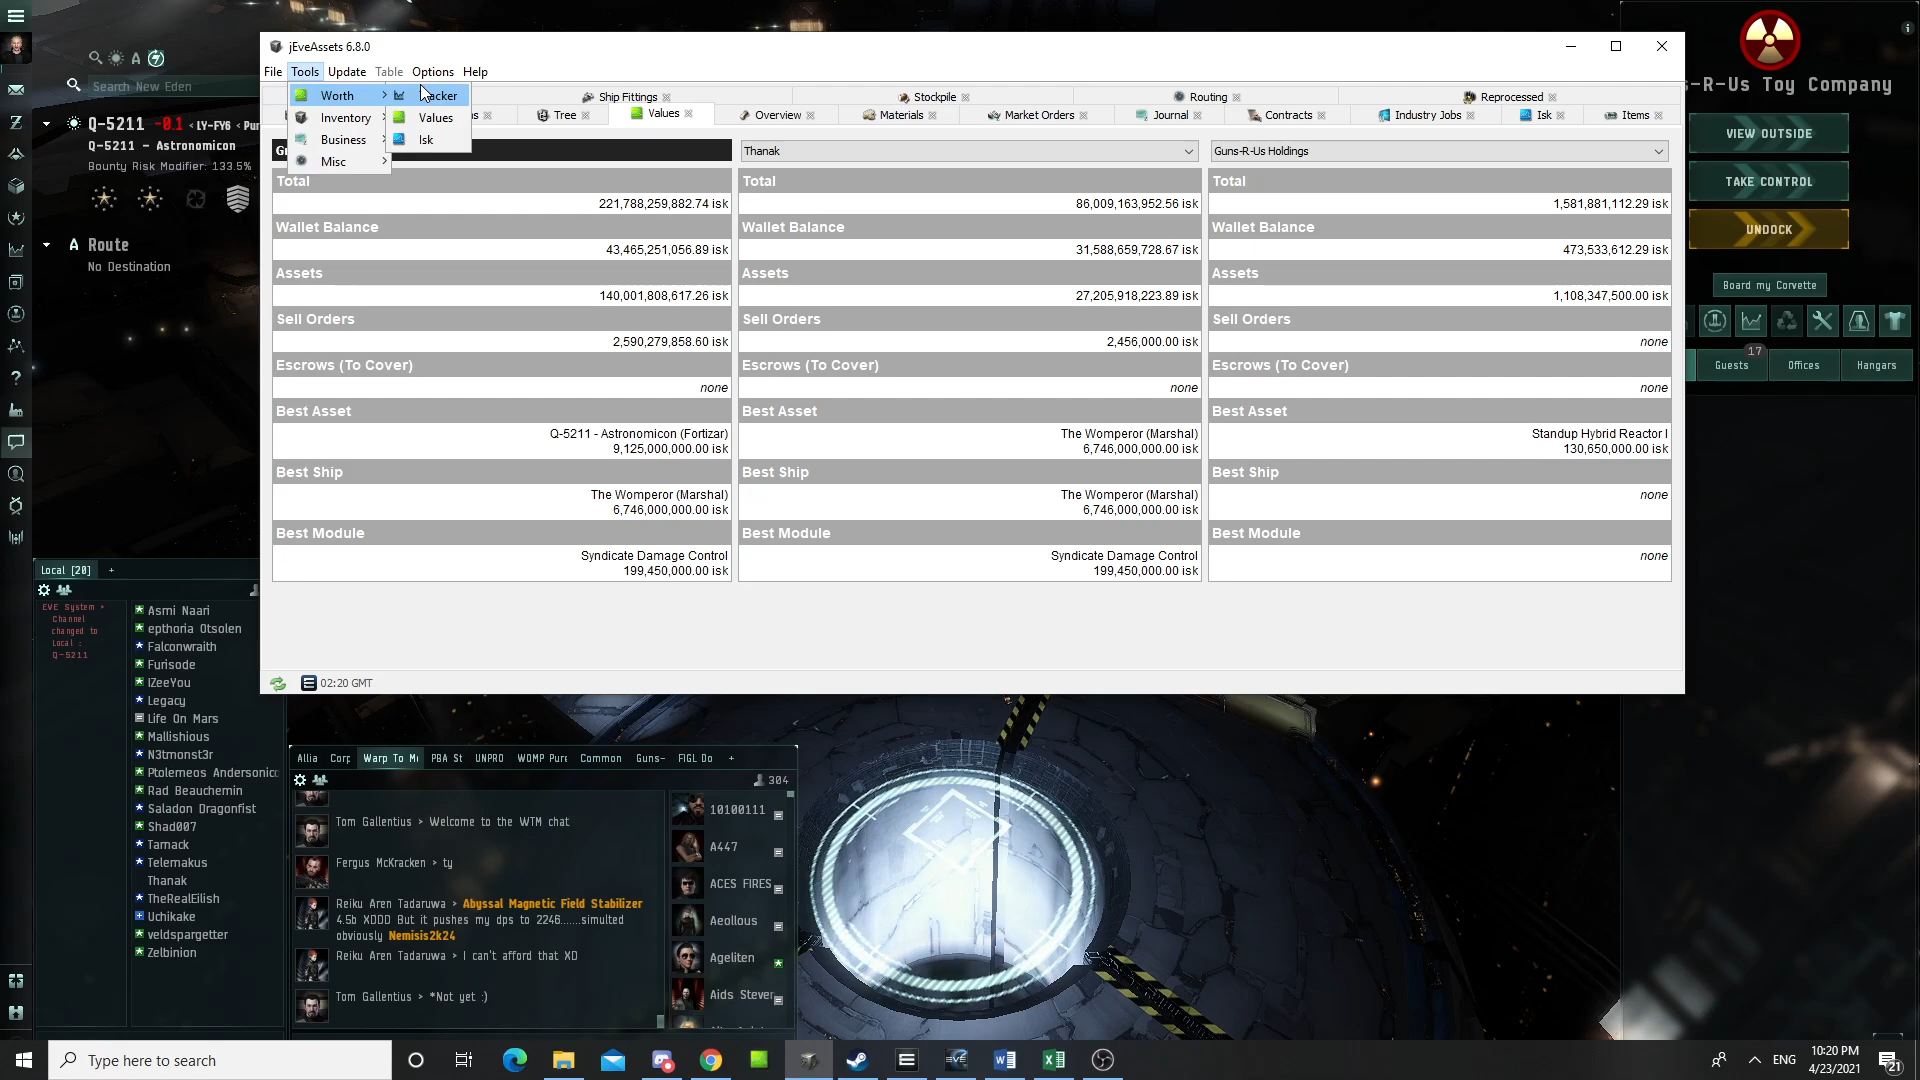 jEveAssets 6.8.0
File Tools Update Table Options Help
Worth
Inventory
Business
Misc
Values
Isk
Ship Fittings
Stockpile
Routing
Reprocessed
Tree
Values
Overview
Materials
Market Orders
Journal
Contracts
Industry Jobs
Isk
Items
Thanak
Guns-R-Us Holdings
Total
221,788,259,882.74 isk
Wallet Balance
43,465,251,056.89 isk
Assets
140,001,808,617.26 isk
Sell Orders
2,590,279,858.60 isk
Escrows (To Cover)
none
Best Asset
Q-5211 - Astronomicon (Fortizar)
9,125,000,000.00 isk
Best Ship
The Womperor (Marshal)
6,746,000,000.00 isk
Best Module
Syndicate Damage Control
199,450,000.00 isk
Total
86,009,163,952.56 isk
Wallet Balance
31,588,659,728.67 isk
Assets
27,205,918,223.89 isk
Sell Orders
2,456,000.00 isk
Escrows (To Cover)
none
Best Asset
The Womperor (Marshal)
6,746,000,000.00 isk
Best Ship
The Womperor (Marshal)
6,746,000,000.00 isk
Best Module
Syndicate Damage Control
199,450,000.00 isk
Total
1,581,881,112.29 isk
Wallet Balance
473,533,612.29 isk
Assets
1,108,347,500.00 isk
Sell Orders
none
Escrows (To Cover)
none
Best Asset
Standup Hybrid Reactor I
130,650,000.00 isk
Best Ship
none
Best Module
none
02:20 GMT
A
Search New Eden
Q-5211 -0.1 < LY-FY6 < Pur
Q-5211 - Astronomicon
Bounty Risk Modifier: 133.5%
A Route
No Destination
Local [20] +
EVE System >
Channel
changed to
Local :
Q-5211
Asmi Naari
epthoria Otsolen
Falconwraith
Furisode
IZeeYou
Legacy
Life On Mars
Mallishious
N3tmonst3r
Ptolemeos Andersonicc
Rad Beauchemin
Saladon Dragonfist
Shad007
Tarnack
Telemakus
Thanak
TheRealEilish
Uchikake
veldspargetter
Zelbinion
Allia Corp Warp To M PBA St UNPRO WOMP Pure Common Guns- FIGL Do +
304
Tom Gallentius > Welcome to the WTM chat
Fergus McKracken > ty
Reiku Aren Tadaruwa > Abyssal Magnetic Field Stabilizer
4.5b XDDD But it pushes my dps to 2246......simulted
obviously Nemisis2k24
Reiku Aren Tadaruwa > I can't afford that XD
Tom Gallentius > *Not yet :)
10100111
A447
ACES FIRES
Aeollous
Ageliten
Aids Stever
s-R-Us Toy Company
VIEW OUTSIDE
TAKE CONTROL
UNDOCK
Board my Corvette
17
Guests
Offices
Hangars
Type here to search
ENG
10:20 PM
4/23/2021
21